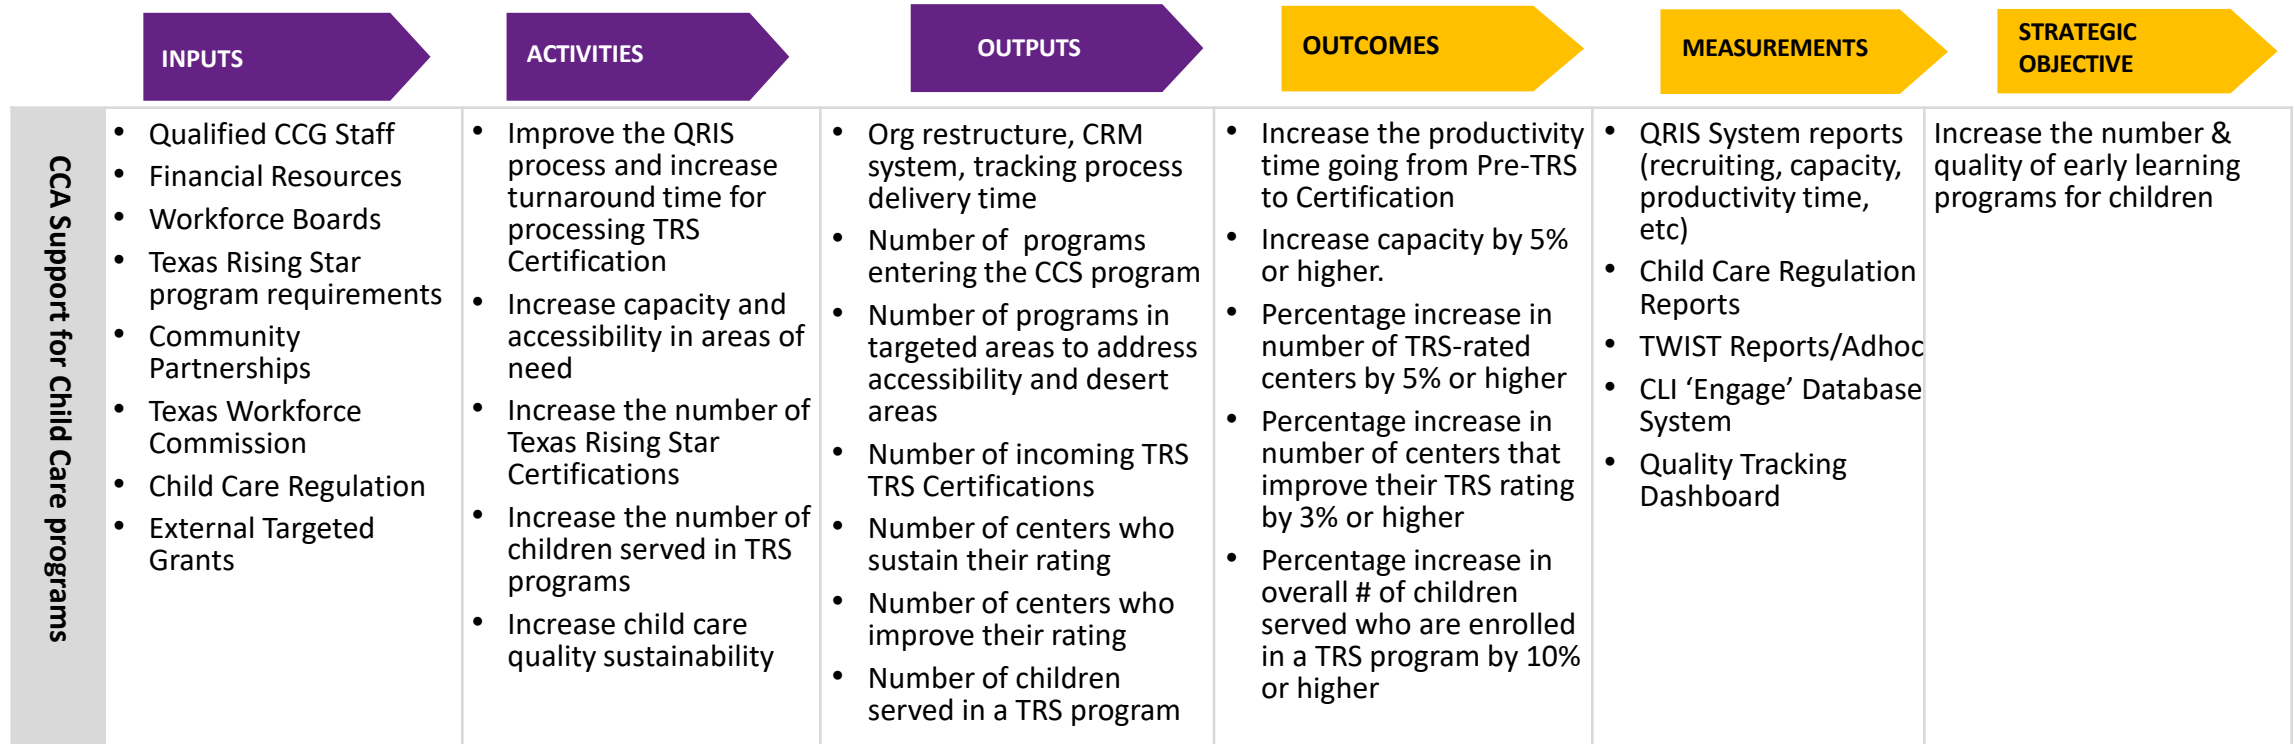 INPUTS
ACTIVITIES
OUTPUTS
OUTCOMES
MEASUREMENTS
STRATEGIC
OBJECTIVE
CCA Support for Child Care programs
• Qualified CCG Staff
• Financial Resources
• Workforce Boards
• Texas Rising Star
program requirements
• Community
Partnerships
• Texas Workforce
Commission
• Child Care Regulation
• External Targeted
Grants
• Improve the QRIS
process and increase
turnaround time for
processing TRS
Certification
• Increase capacity and
accessibility in areas of
need
• Increase the number of
Texas Rising Star
Certifications
• Increase the number of
children served in TRS
programs
• Increase child care
quality sustainability
• Org restructure, CRM
system, tracking process
delivery time
• Number of programs
entering the CCS program
• Number of programs in
targeted areas to address
accessibility and desert
areas
• Number of incoming TRS
TRS Certifications
• Number of centers who
sustain their rating
• Number of centers who
improve their rating
• Number of children
served in a TRS program
• Increase the productivity
time going from Pre-TRS
to Certification
• Increase capacity by 5%
or higher.
• Percentage increase in
number of TRS-rated
centers by 5% or higher
• Percentage increase in
number of centers that
improve their TRS rating
by 3% or higher
• Percentage increase in
overall # of children
served who are enrolled
in a TRS program by 10%
or higher
• QRIS System reports
(recruiting, capacity,
productivity time,
etc)
• Child Care Regulation
Reports
• TWIST Reports/Adhoc
• CLI ‘Engage’ Database
System
• Quality Tracking
Dashboard
Increase the number &
quality of early learning
programs for children